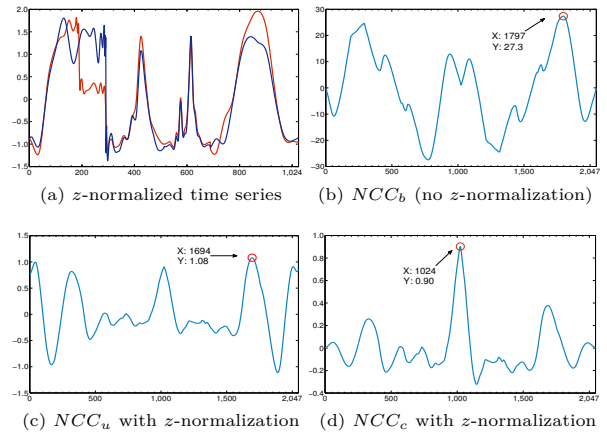 2.0
1.5
1.0
0.5
0
−0.5
−1.0
−1.5
0 200 400 600 800 1,024
(a) z-normalized time series
30
20
10
0
−10
−20
−30
0 500 1,000 1,500 2,047
X: 1797
Y: 27.3
(b) NCC_b (no z-normalization)
1.5
1.0
0.5
0
−0.5
−1.0
−1.5
0 500 1,000 1,500 2,047
X: 1694
Y: 1.08
(c) NCC_u with z-normalization
1.0
0.8
0.6
0.4
0.2
0
−0.2
−0.4
0 500 1,000 1,500 2,047
X: 1024
Y: 0.90
(d) NCC_c with z-normalization